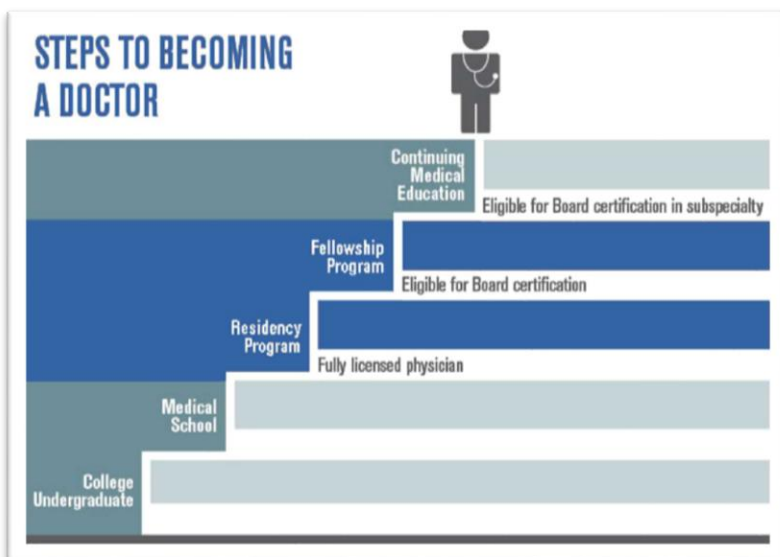 STEPS TO BECOMING
A DOCTOR
Continuing
Medical
Education
Eligible for Board certification in subspecialty
Fellowship
Program
Eligible for Board certification
Residency
Program
Fully licensed physician
Medical
School
College
Undergraduate